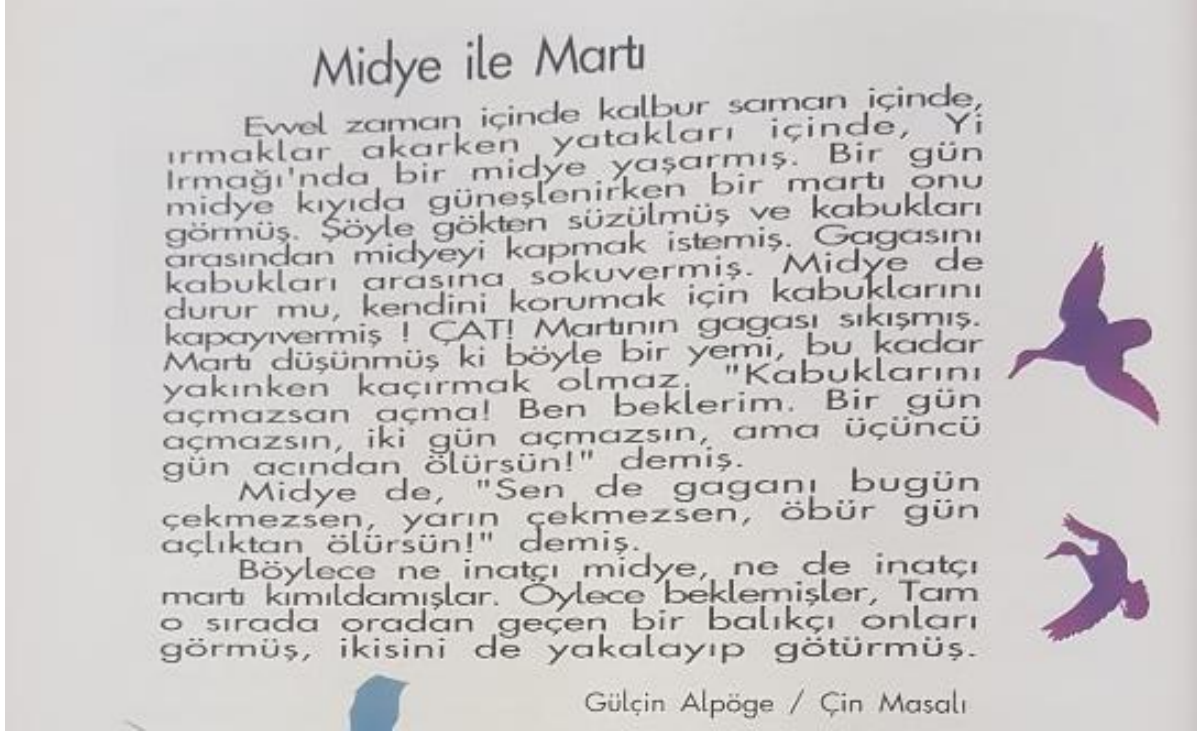 Midye ile Martı
Evvel zaman içinde kalbur saman içinde,
ırmaklar akarken yatakları içinde, Yi
Irmağı'nda bir midye yaşarmış. Bir gün
midye kıyıda güneşlenirken bir martı onu
görmüş. Şöyle gökten süzülmüş ve kabukları
arasından midyeyi kapmak istemiş. Gagasını
kabukları arasına sokuvermiş. Midye de
durur mu, kendini korumak için kabuklarını
kapayıvermiş ! ÇAT! Martının gagası sıkışmış.
Martı düşünmüş ki böyle bir yemi, bu kadar
yakınken kaçırmak olmaz. "Kabuklarını
açmazsan açma! Ben beklerim. Bir gün
açmazsın, iki gün açmazsın, ama üçüncü
gün acından ölürsün!" demiş.
Midye de, "Sen de gaganı bugün
çekmezsen, yarın çekmezsen, öbür gün
açlıktan ölürsün!" demiş.
Böylece ne inatçı midye, ne de inatçı
martı kımıldamışlar. Öylece beklemişler, Tam
o sırada oradan geçen bir balıkçı onları
görmüş, ikisini de yakalayıp götürmüş.
Gülçin Alpöge / Çin Masalı